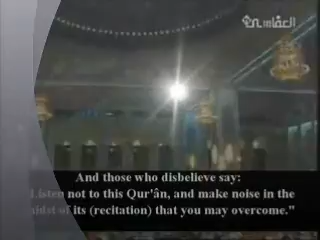 العفاسي
And those who disbelieve say:
Listen not to this Qur'ân, and make noise in the
midst of its (recitation) that you may overcome."